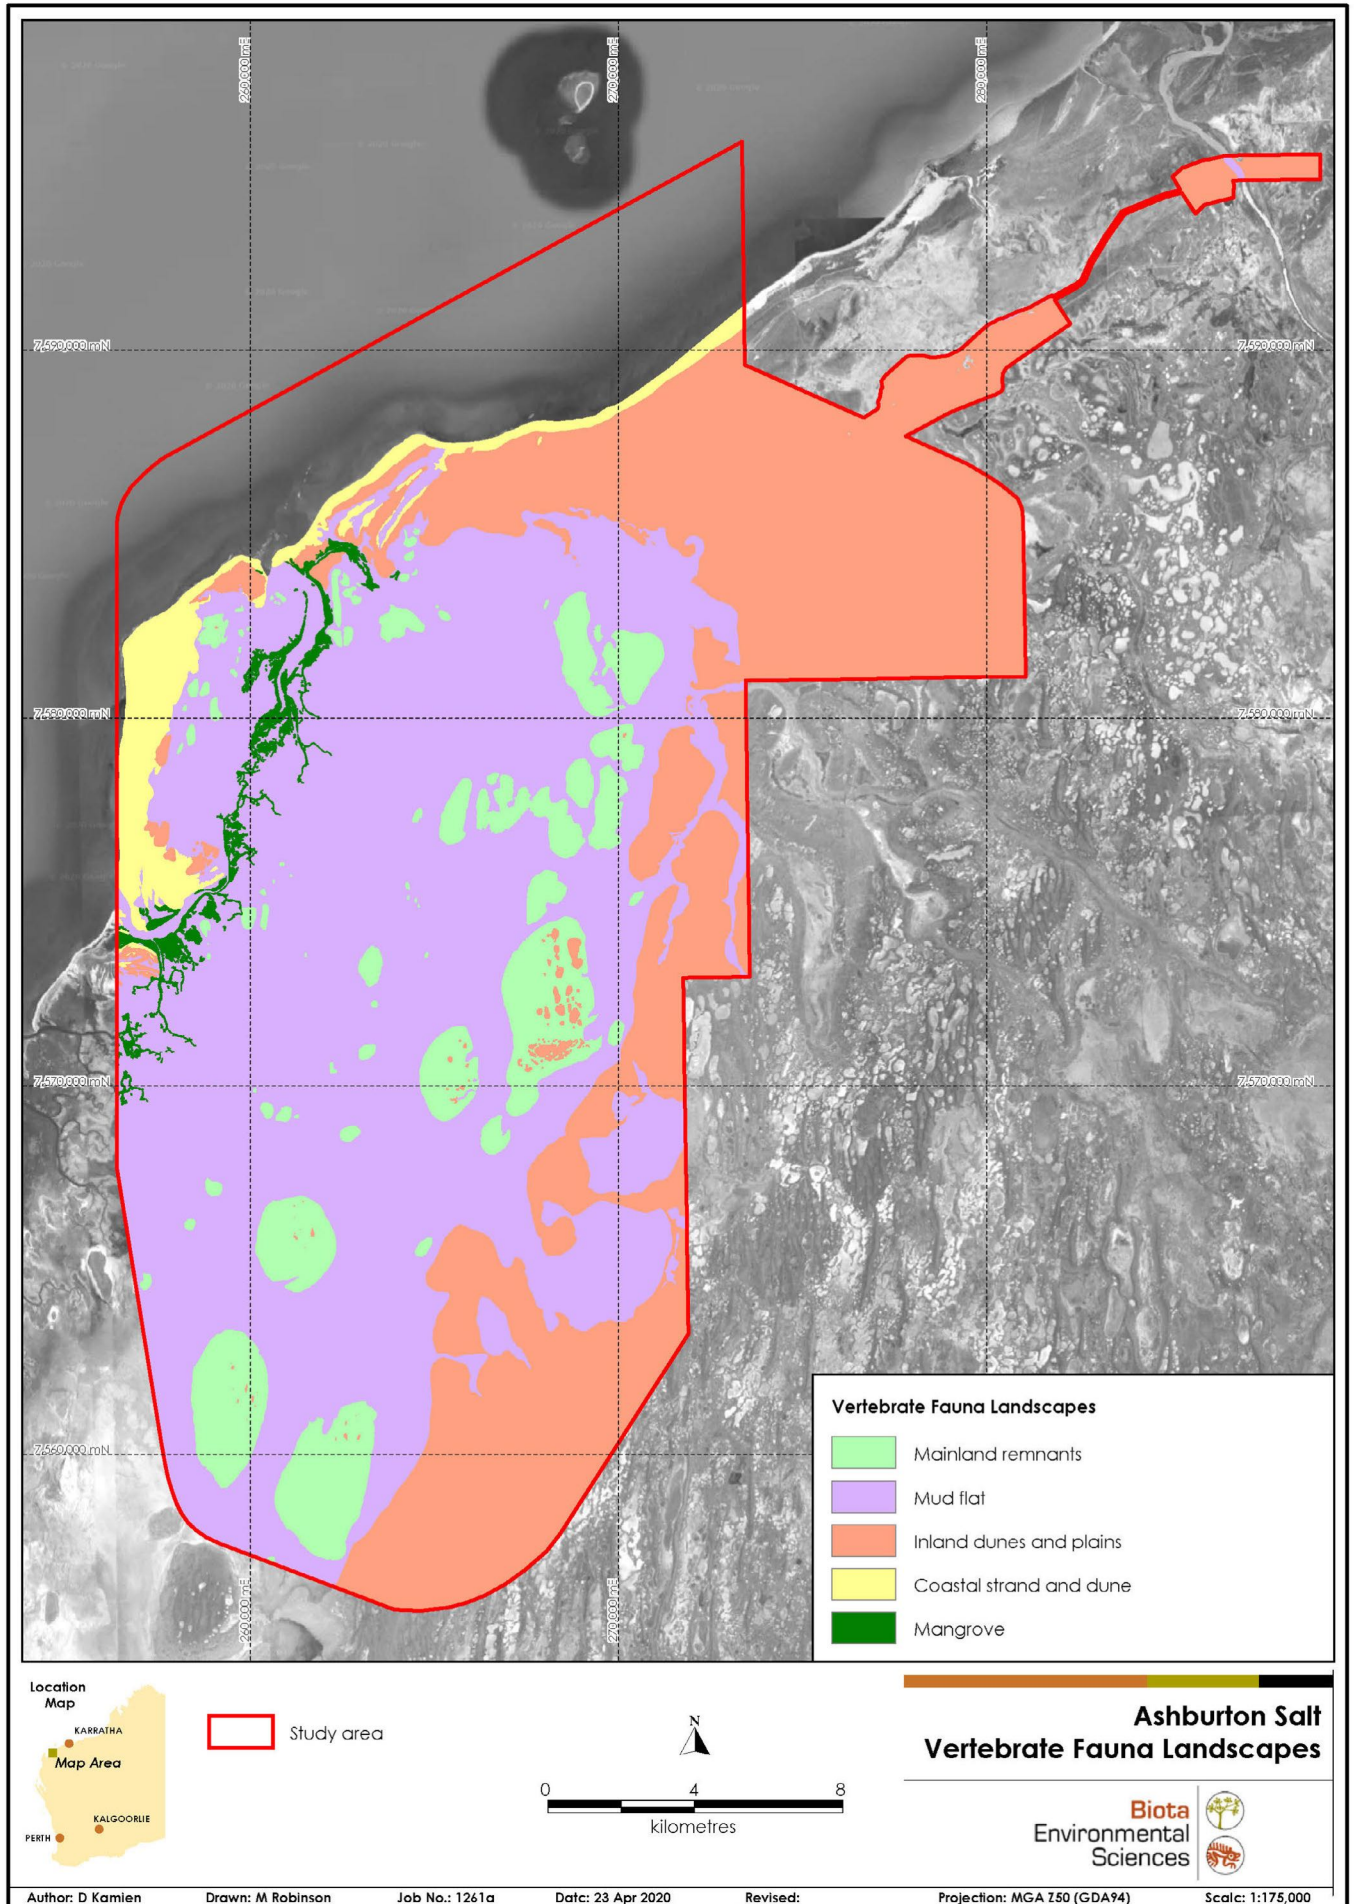 260,000 mE
270,000 mE
280,000 mE
7,590,000 mN
7,590,000 mN
7,580,000 mN
7,580,000 mN
7,570,000 mN
7,570,000 mN
7,560,000 mN
260,000 mE
270,000 mE
Vertebrate Fauna Landscapes
Mainland remnants
Mud flat
Inland dunes and plains
Coastal strand and dune
Mangrove
Location
Map
KARRATHA
Map Area
KALGOORLIE
PERTH
Study area
N
0 4 8
kilometres
Ashburton Salt
Vertebrate Fauna Landscapes
Biota
Environmental
Sciences
Author: D Kamien Drawn: M Robinson Job No.: 1261a Date: 23 Apr 2020 Revised: Projection: MGA Z50 (GDA94) Scale: 1:175,000